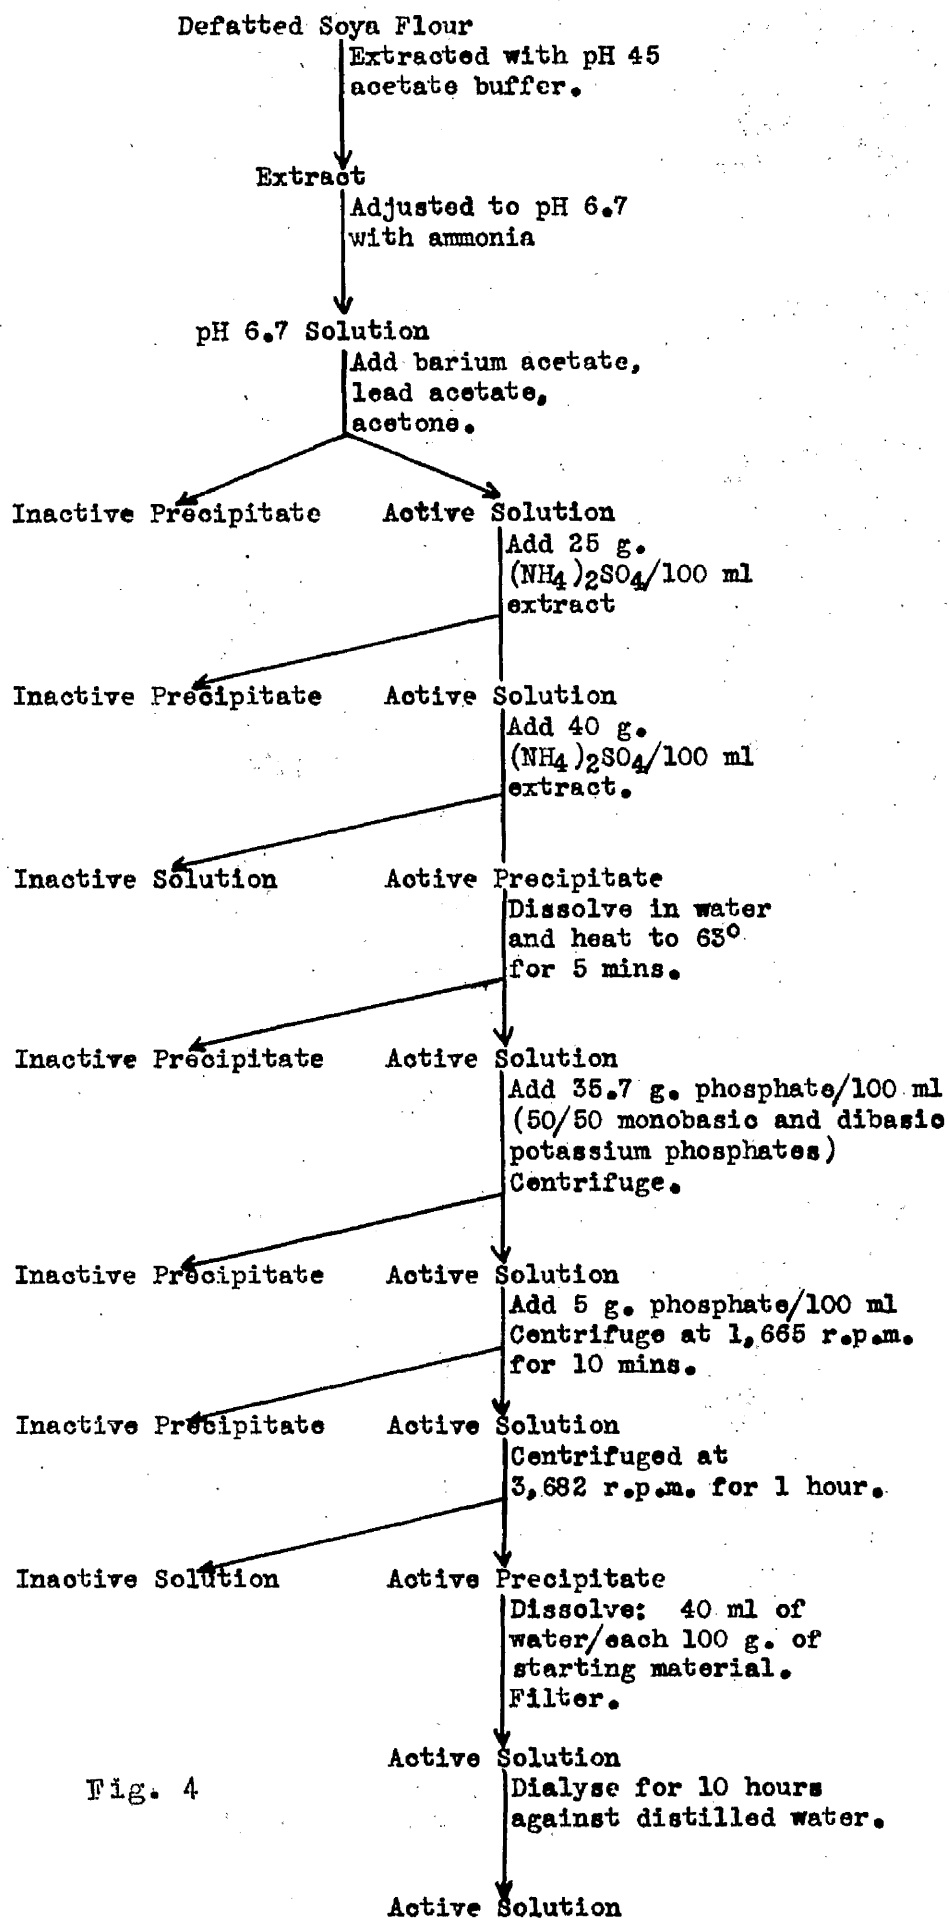 Defatted Soya Flour
Extracted with pH 45
acetate buffer.
Extract
Adjusted to pH 6.7
with ammonia
pH 6.7 Solution
Add barium acetate,
lead acetate,
acetone.
Inactive Precipitate
Active Solution
Add 25 g.
(NH4)2SO4/100 ml
extract
Inactive Precipitate
Active Solution
Add 40 g.
(NH4)2SO4/100 ml
extract.
Inactive Solution
Active Precipitate
Dissolve in water
and heat to 63°
for 5 mins.
Inactive Precipitate
Active Solution
Add 35.7 g. phosphate/100 ml
(50/50 monobasic and dibasic
potassium phosphates)
Centrifuge.
Inactive Precipitate
Active Solution
Add 5 g. phosphate/100 ml
Centrifuge at 1,665 r.p.m.
for 10 mins.
Inactive Precipitate
Active Solution
Centrifuged at
3,682 r.p.m. for 1 hour.
Inactive Solution
Active Precipitate
Dissolve: 40 ml of
water/each 100 g. of
starting material.
Filter.
Active Solution
Fig. 4
Dialyse for 10 hours
against distilled water.
Active Solution